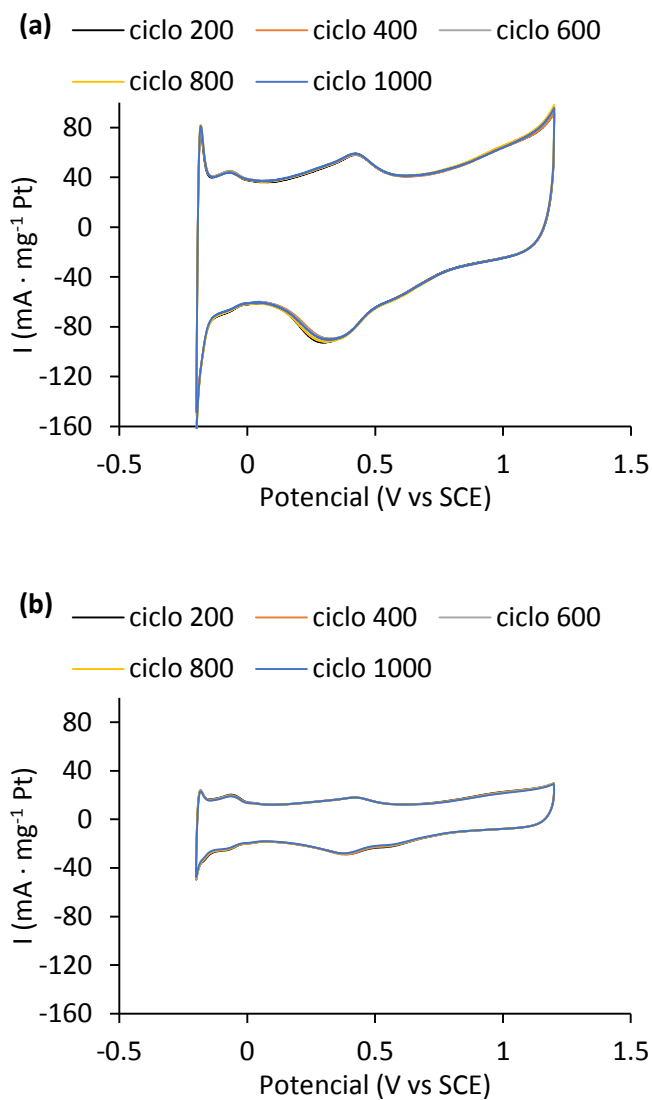 (a)
ciclo 200 ciclo 400 ciclo 600
ciclo 800 ciclo 1000
80
40
0
-40
-80
-120
-160
I (mA · mg⁻¹ Pt)
-0.5 0 0.5 1 1.5
Potencial (V vs SCE)
(b)
ciclo 200 ciclo 400 ciclo 600
ciclo 800 ciclo 1000
80
40
0
-40
-80
-120
-160
I (mA · mg⁻¹ Pt)
-0.5 0 0.5 1 1.5
Potencial (V vs SCE)